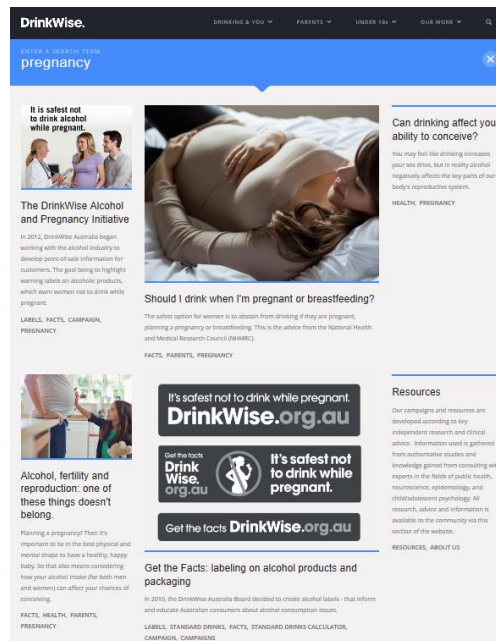 DrinkWise.
DRINKING & YOU
PARENTS
UNDER 18s
OUR WORK
ENTER A SEARCH TERM
pregnancy
It is safest not
to drink alcohol
while pregnant.
The DrinkWise Alcohol
and Pregnancy Initiative
In 2012, DrinkWise Australia began
working with the alcohol industry to
develop point-of-sale information for
customers. The goal being to highlight
warning labels on alcoholic products,
which warn women not to drink while
pregnant.
LABELS, FACTS, CAMPAIGN,
PREGNANCY
Should I drink when I'm pregnant or breastfeeding?
The safest option for women is to abstain from drinking if they are pregnant,
planning a pregnancy or breastfeeding. This is the advice from the National Health
and Medical Research Council (NHMRC).
FACTS, PARENTS, PREGNANCY
Can drinking affect you
ability to conceive?
You may feel like drinking increases
your sex drive, but in reality alcohol
negatively affects the key parts of our
body's reproductive system.
HEALTH, PREGNANCY
Alcohol, fertility and
reproduction: one of
these things doesn't
belong.
Planning a pregnancy? Then it's
important to be in the best physical and
mental shape to have a healthy, happy
baby. So that also means considering
how your alcohol intake (for both men
and women) can affect your chances of
conceiving.
FACTS, HEALTH, PARENTS,
PREGNANCY
It's safest not to drink while pregnant.
DrinkWise.org.au
Get the facts
Drink
Wise.
org.au
It's safest not
to drink while
pregnant.
Get the facts DrinkWise.org.au
Get the Facts: labeling on alcohol products and
packaging
In 2010, the DrinkWise Australia Board decided to create alcohol labels - that inform
and educate Australian consumers about alcohol consumption issues.
LABELS, STANDARD DRINKS, FACTS, STANDARD DRINKS CALCULATOR,
CAMPAIGN, CAMPAIGNS
Resources
Our campaigns and resources are
developed according to key
independent research and clinical
advice. Information used is gathered
from authoritative studies and
knowledge gained from consulting wit
experts in the fields of public health,
neuroscience, epidemiology, and
child/adolescent psychology. All
research, advice and information is
available to the community via this
section of the website.
RESOURCES, ABOUT US